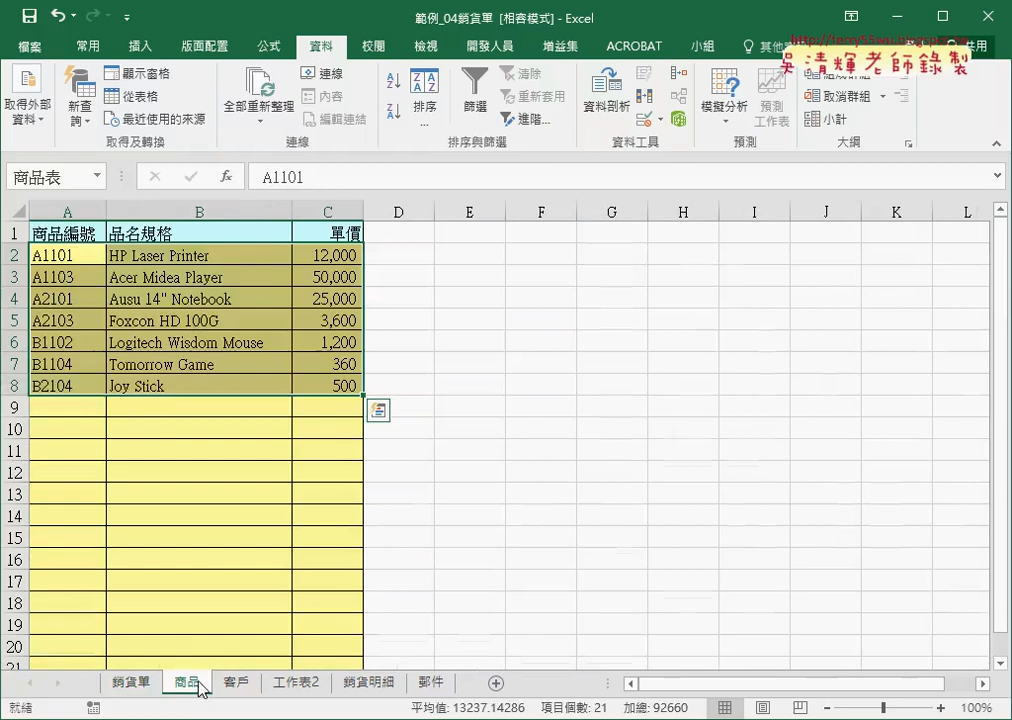 範例_04銷貨單 [相容模式] - Excel
檔案 常用 插入 版面配置 公式 資料 校閱 檢視 開發人員 增益集 ACROBAT 小組 其他 共用
http://terry55wu.blogspot.tw
吳清輝老師錄製
取得外部資料 新查詢 顯示窗格 從表格 最近使用的來源 取得及轉換
全部重新整理 連線 內容 編輯連結 連線
排序... 篩選 清除 重新套用 進階... 排序與篩選
資料剖析 資料工具
模擬分析 預測工作表 預測
取消群組 小計 大綱
商品表 fx A1101
A B C D E F G H I J K L
1 商品編號 品名規格 單價
2 A1101 HP Laser Printer 12,000
3 A1103 Acer Midea Player 50,000
4 A2101 Ausu 14" Notebook 25,000
5 A2103 Foxcon HD 100G 3,600
6 B1102 Logitech Wisdom Mouse 1,200
7 B1104 Tomorrow Game 360
8 B2104 Joy Stick 500
9
10
11
12
13
14
15
16
17
18
19
20
21
銷貨單 商品 客戶 工作表2 銷貨明細 郵件
就緒 平均值: 13237.14286 項目個數: 21 加總: 92660 100%